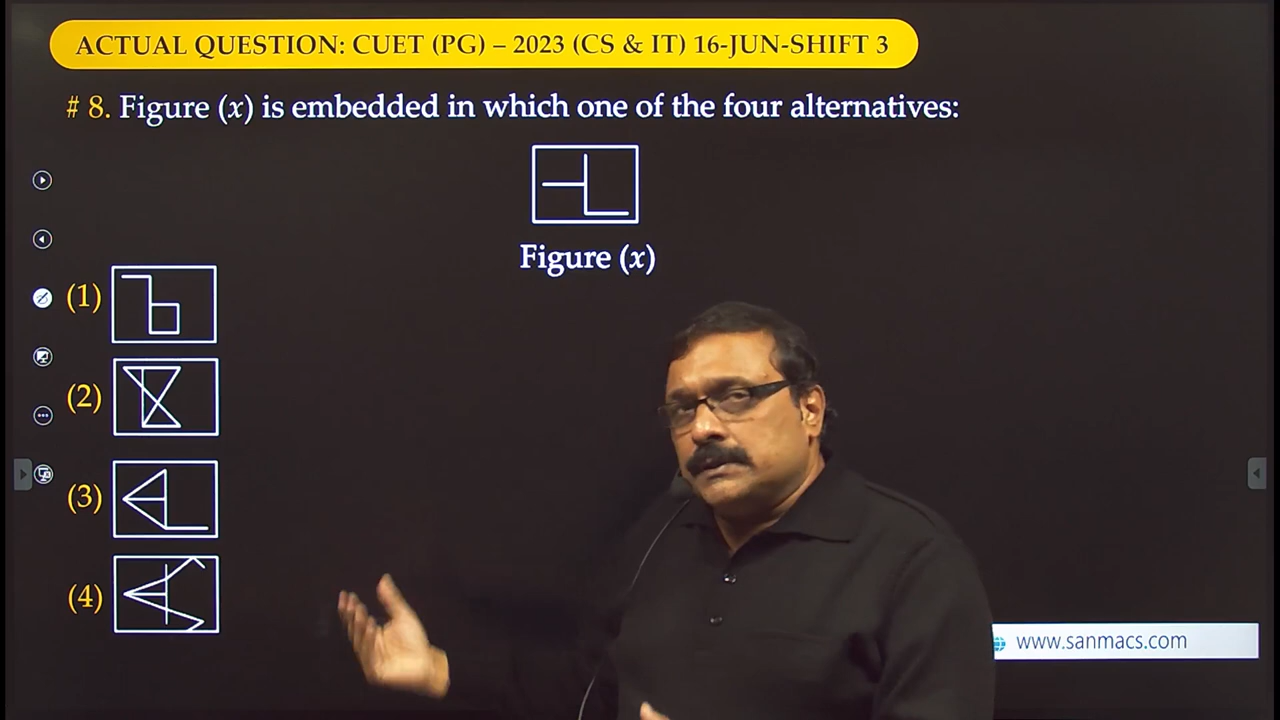 ACTUAL QUESTION: CUET (PG) – 2023 (CS & IT) 16-JUN-SHIFT 3
# 8. Figure (x) is embedded in which one of the four alternatives:
Figure (x)
(1)
(2)
(3)
(4)
www.sanmacs.com